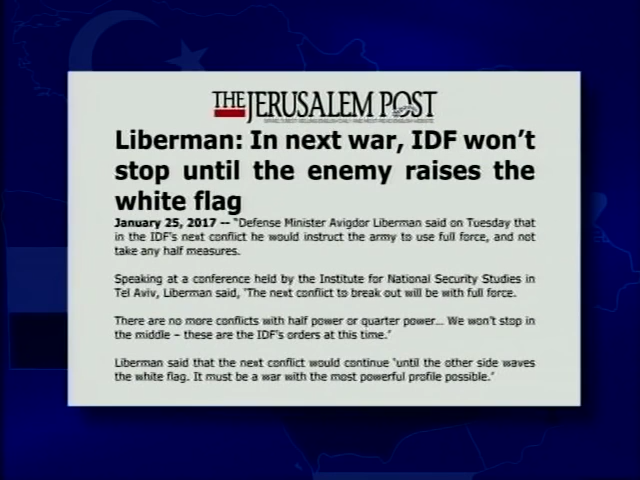 THE JERUSALEM POST
Liberman: In next war, IDF won't
stop until the enemy raises the
white flag
January 25, 2017 -- "Defense Minister Avigdor Liberman said on Tuesday that
in the IDF's next conflict he would instruct the army to use full force, and not
take any half measures.
Speaking at a conference held by the Institute for National Security Studies in
Tel Aviv, Liberman said, 'The next conflict to break out will be with full force.
There are no more conflicts with half power or quarter power... We won't stop in
the middle – these are the IDF's orders at this time.'
Liberman said that the next conflict would continue 'until the other side waves
the white flag. It must be a war with the most powerful profile possible.'